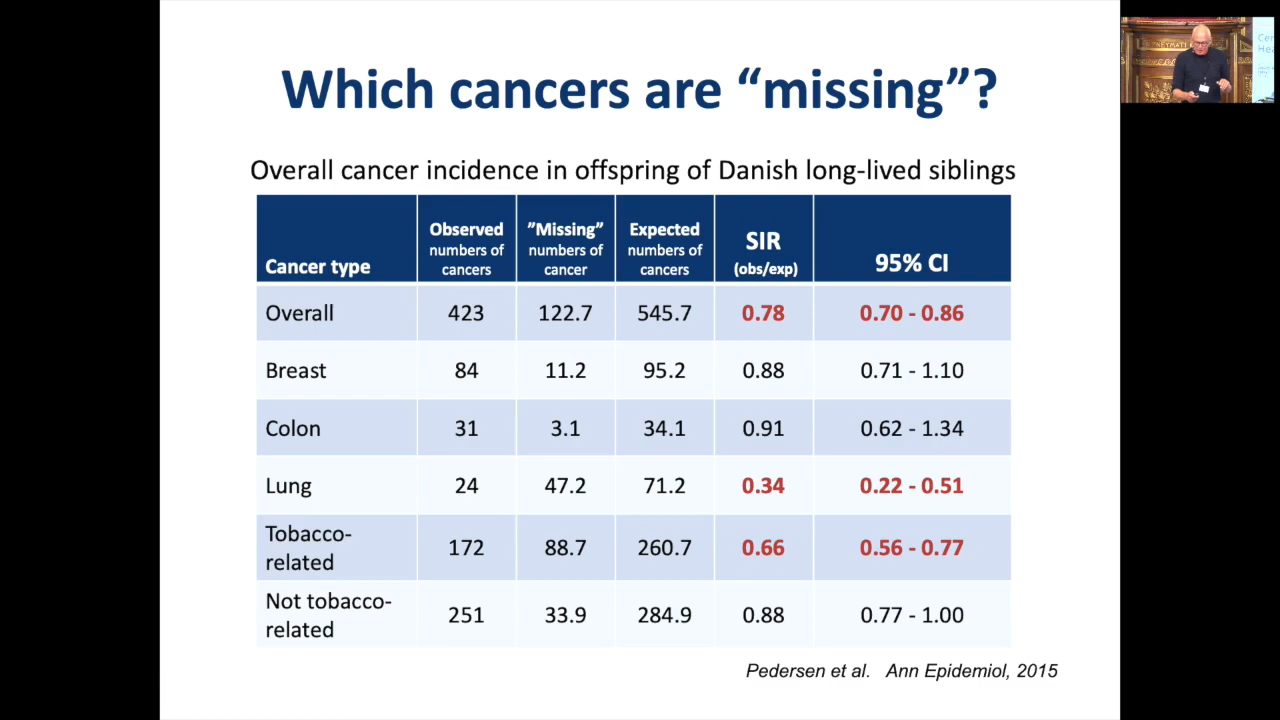 Which cancers are “missing”?
Overall cancer incidence in offspring of Danish long-lived siblings
Cancer type
Observed
numbers of
cancers
”Missing”
numbers of
cancer
Expected
numbers of
cancers
SIR
(obs/exp)
95% CI
Overall 423 122.7 545.7 0.78 0.70 - 0.86
Breast 84 11.2 95.2 0.88 0.71 - 1.10
Colon 31 3.1 34.1 0.91 0.62 - 1.34
Lung 24 47.2 71.2 0.34 0.22 - 0.51
Tobacco-
related 172 88.7 260.7 0.66 0.56 - 0.77
Not tobacco-
related 251 33.9 284.9 0.88 0.77 - 1.00
Pedersen et al. Ann Epidemiol, 2015